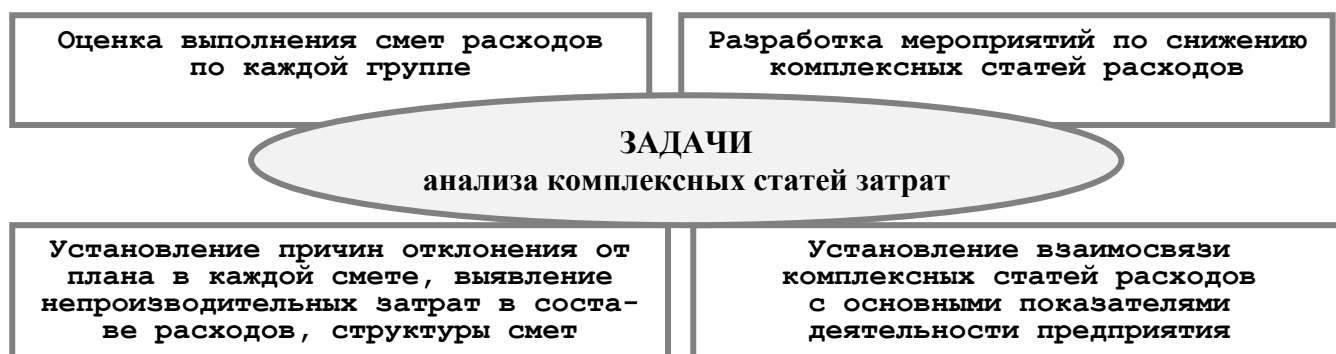 Оценка выполнения смет расходов
по каждой группе
Разработка мероприятий по снижению
комплексных статей расходов
ЗАДАЧИ
анализа комплексных статей затрат
Установление причин отклонения от
плана в каждой смете, выявление
непроизводительных затрат в соста-
ве расходов, структуры смет
Установление взаимосвязи
комплексных статей расходов
с основными показателями
деятельности предприятия